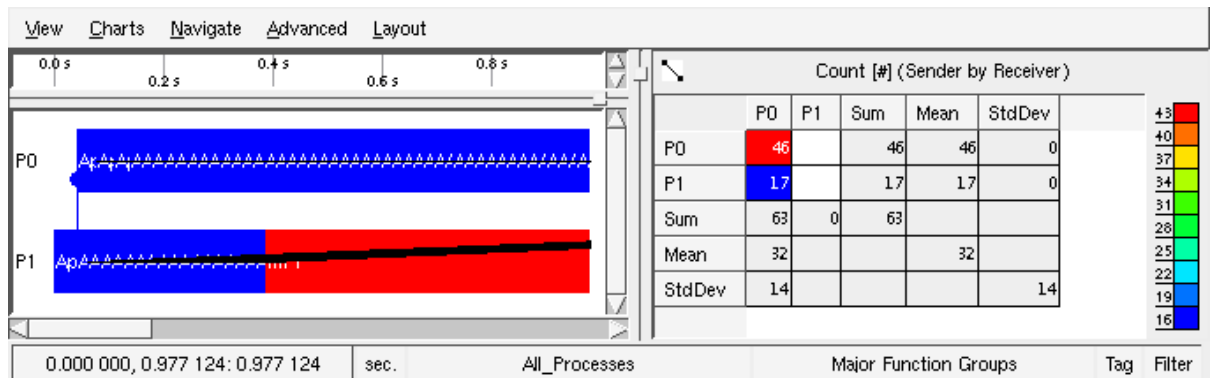 View Charts Navigate Advanced Layout
0.0 s 0.4 s 0.8 s
0.2 s 0.6 s
Count [#] (Sender by Receiver)
P0 P1 Sum Mean StdDev
P0 46 46 46 0
P1 17 17 17 0
Sum 63 0 63
Mean 32 32
StdDev 14 14
43
40
37
34
31
28
25
22
19
16
P0
P1
0.000 000, 0.977 124: 0.977 124 sec. All_Processes Major Function Groups Tag Filter